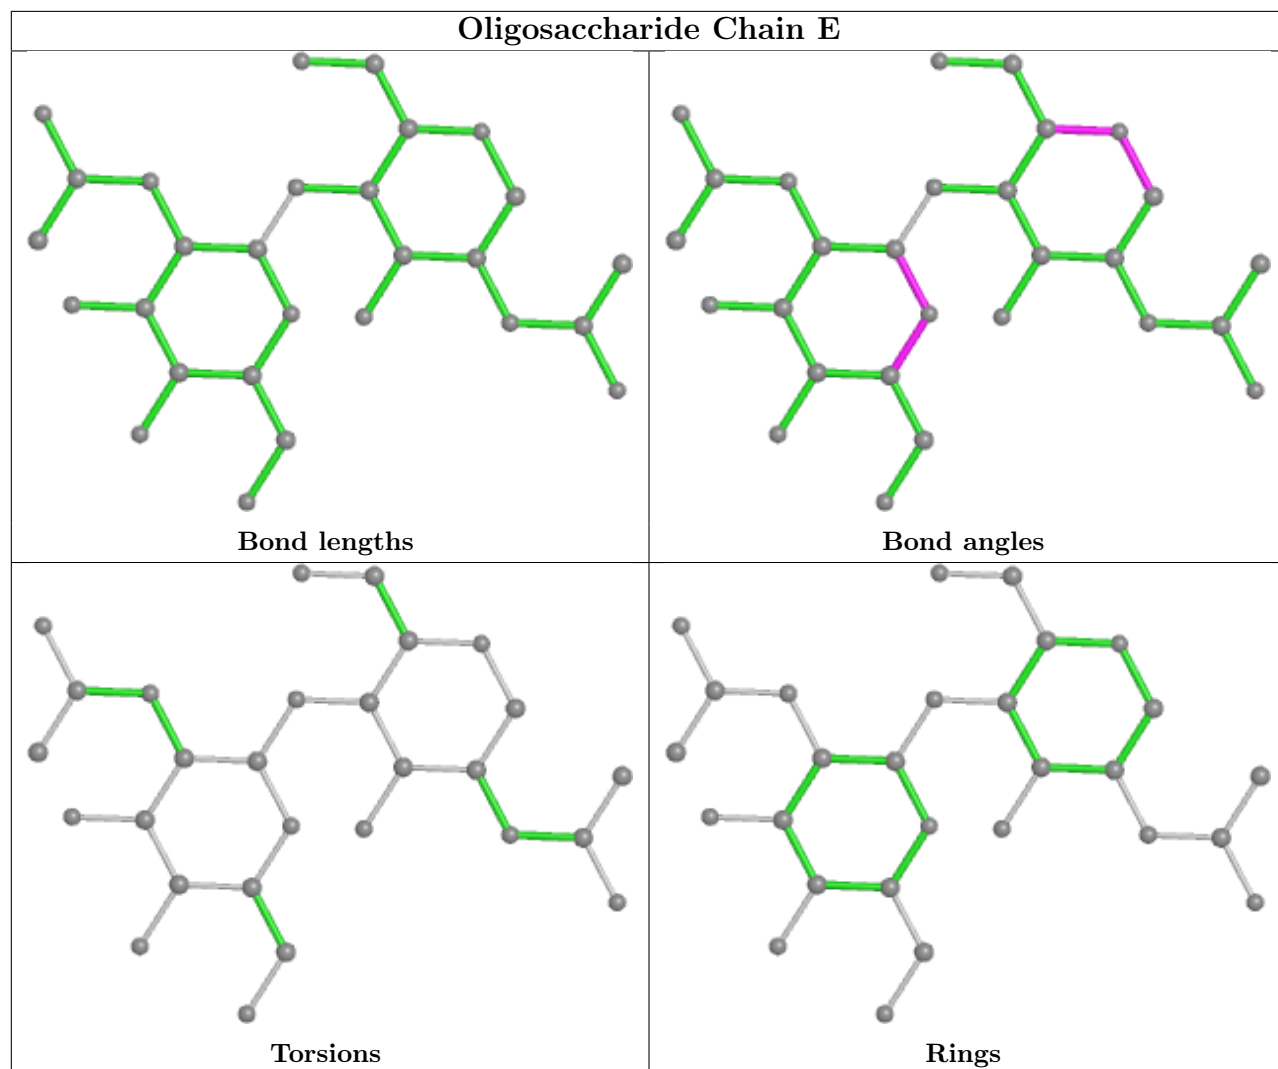 Oligosaccharide Chain E
Bond lengths
Bond angles
Torsions
Rings